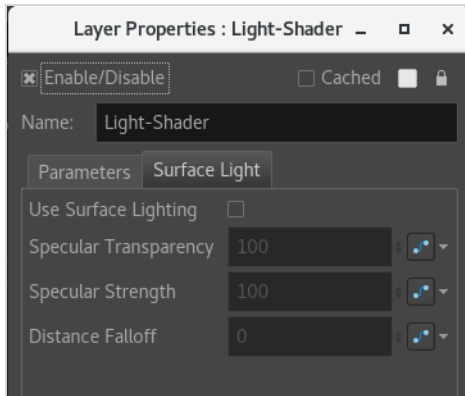 Layer Properties : Light-Shader
Enable/Disable Cached
Name: Light-Shader
Parameters Surface Light
Use Surface Lighting
Specular Transparency 100
Specular Strength 100
Distance Falloff 0